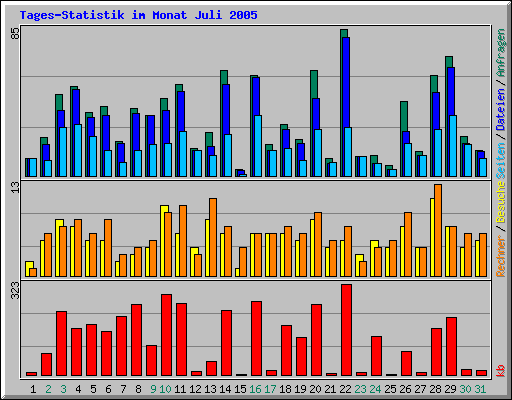 Tages-Statistik im Monat Juli 2005
85
13
323
Rechner / Besuche Seiten / Dateien / Anfragen
kb
1 2 3 4 5 6 7 8 9 10 11 12 13 14 15 16 17 18 19 20 21 22 23 24 25 26 27 28 29 30 31